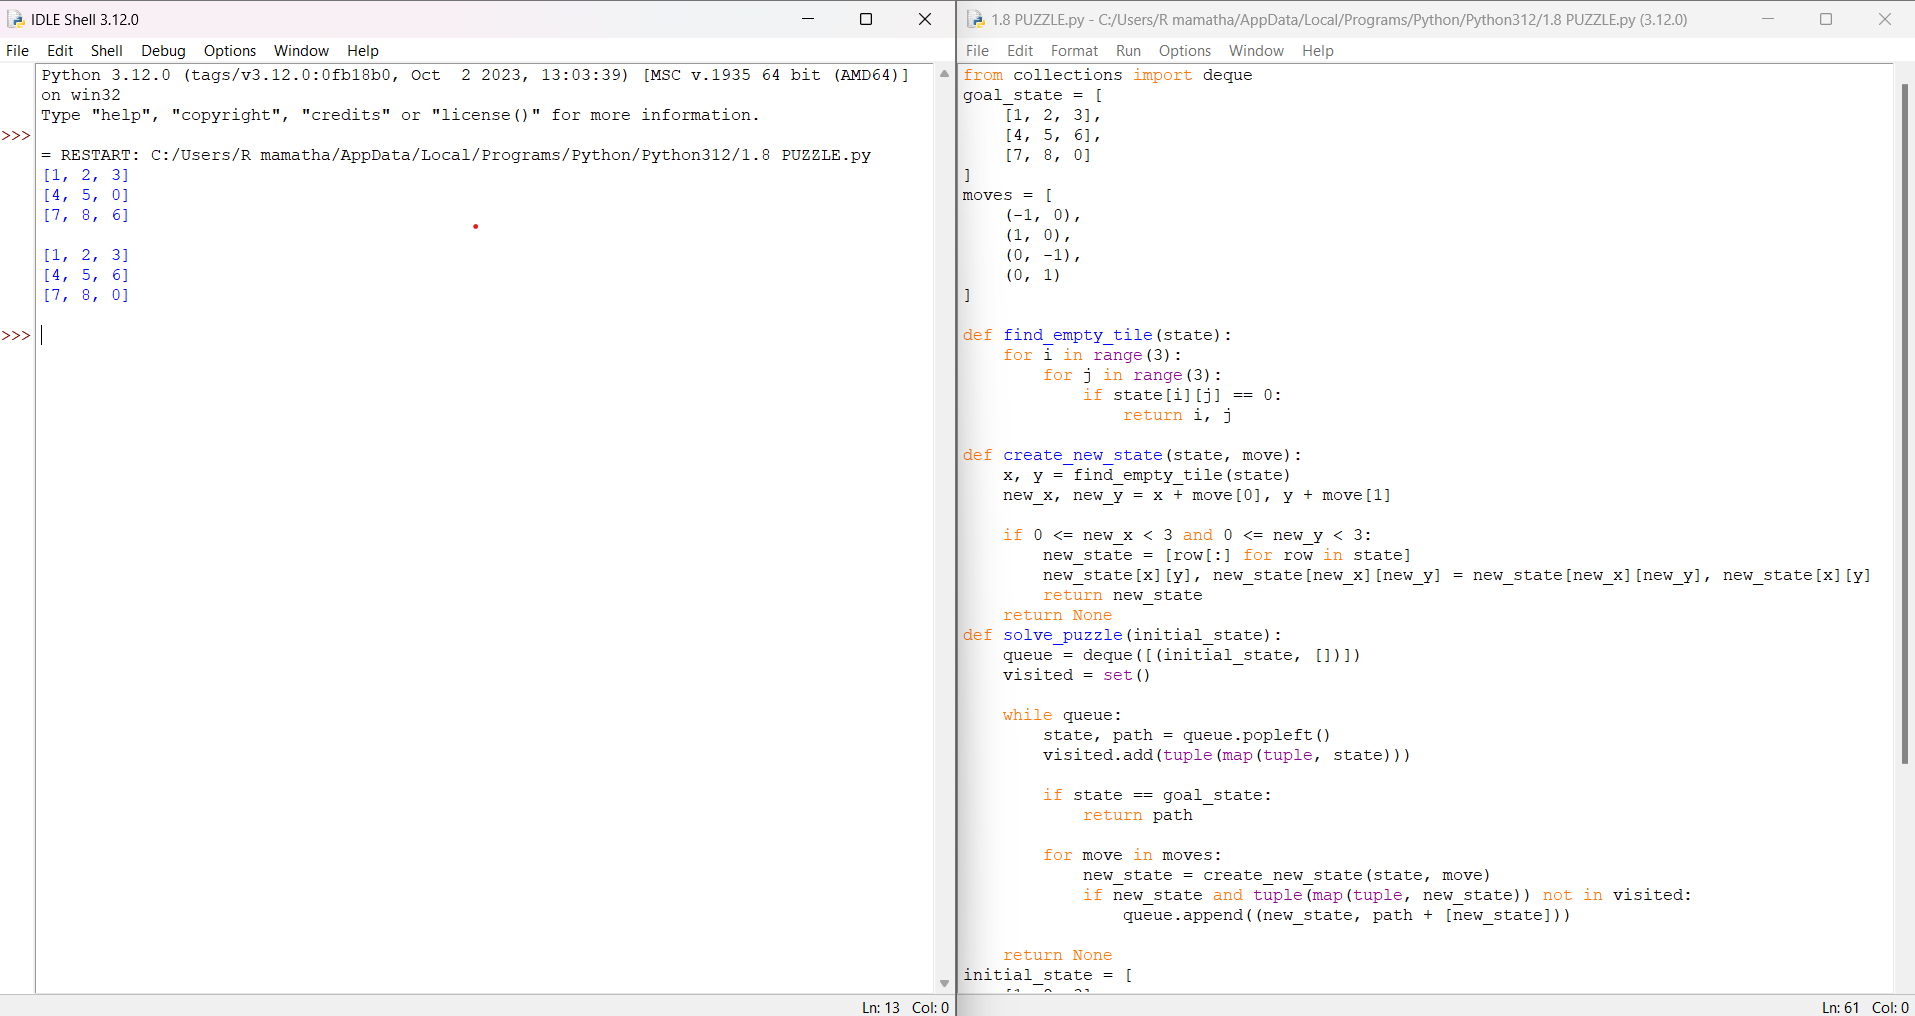 IDLE Shell 3.12.0
File Edit Shell Debug Options Window Help
Python 3.12.0 (tags/v3.12.0:0fb18b0, Oct  2 2023, 13:03:39) [MSC v.1935 64 bit (AMD64)]
on win32
Type "help", "copyright", "credits" or "license()" for more information.
>>>
= RESTART: C:/Users/R mamatha/AppData/Local/Programs/Python/Python312/1.8 PUZZLE.py
[1, 2, 3]
[4, 5, 0]
[7, 8, 6]

[1, 2, 3]
[4, 5, 6]
[7, 8, 0]

>>>
Ln: 13 Col: 0
1.8 PUZZLE.py - C:/Users/R mamatha/AppData/Local/Programs/Python/Python312/1.8 PUZZLE.py (3.12.0)
File Edit Format Run Options Window Help
from collections import deque
goal_state = [
    [1, 2, 3],
    [4, 5, 6],
    [7, 8, 0]
]
moves = [
    (-1, 0),
    (1, 0),
    (0, -1),
    (0, 1)
]

def find_empty_tile(state):
    for i in range(3):
        for j in range(3):
            if state[i][j] == 0:
                return i, j

def create_new_state(state, move):
    x, y = find_empty_tile(state)
    new_x, new_y = x + move[0], y + move[1]

    if 0 <= new_x < 3 and 0 <= new_y < 3:
        new_state = [row[:] for row in state]
        new_state[x][y], new_state[new_x][new_y] = new_state[new_x][new_y], new_state[x][y]
        return new_state
    return None
def solve_puzzle(initial_state):
    queue = deque([(initial_state, [])])
    visited = set()

    while queue:
        state, path = queue.popleft()
        visited.add(tuple(map(tuple, state)))

        if state == goal_state:
            return path

        for move in moves:
            new_state = create_new_state(state, move)
            if new_state and tuple(map(tuple, new_state)) not in visited:
                queue.append((new_state, path + [new_state]))

    return None
initial_state = [
Ln: 61 Col: 0